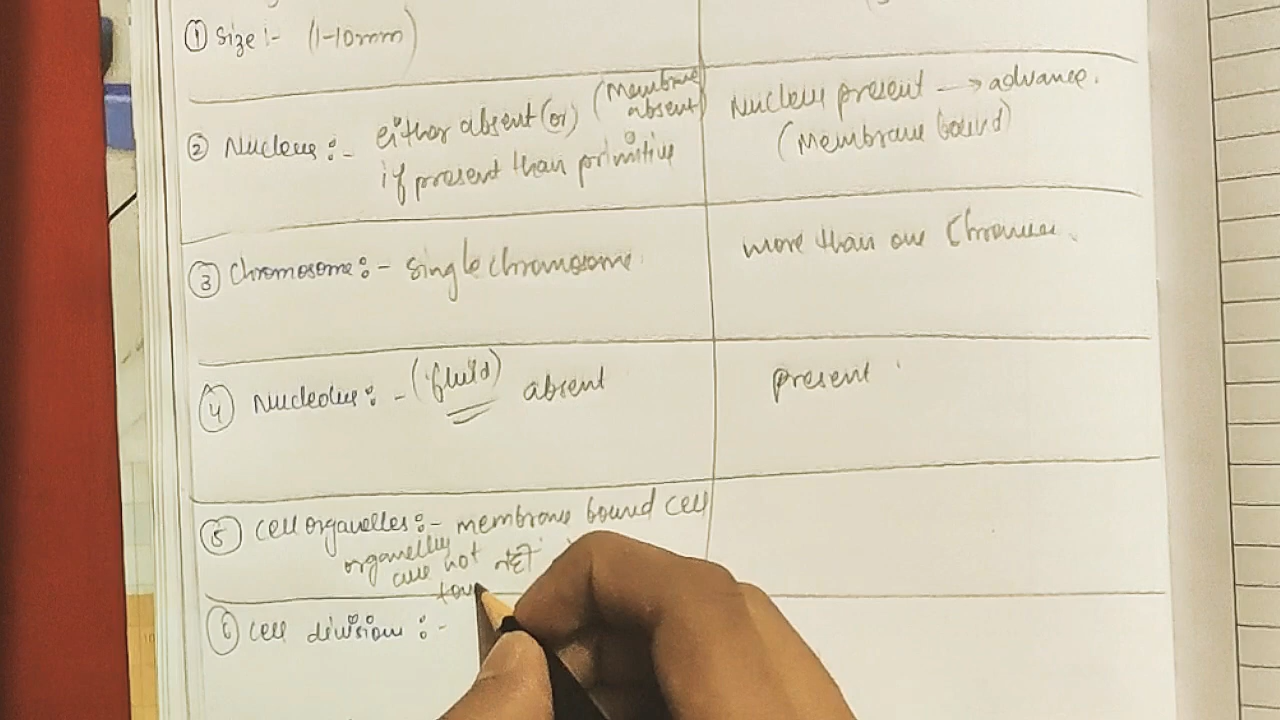 ① Size :- (1-10mm)
② Nucleus :- either absent (or) (Membrane absent)
if present than primitive
Nucleus present → advance.
(Membrane bound)
③ Chromosome :- single chromosome.
more than one
④ Nucleolus :- (fluid) absent
present
⑤ cell organelles :- membrane bound cell
organelles
are not नही
⑥ cell division :-